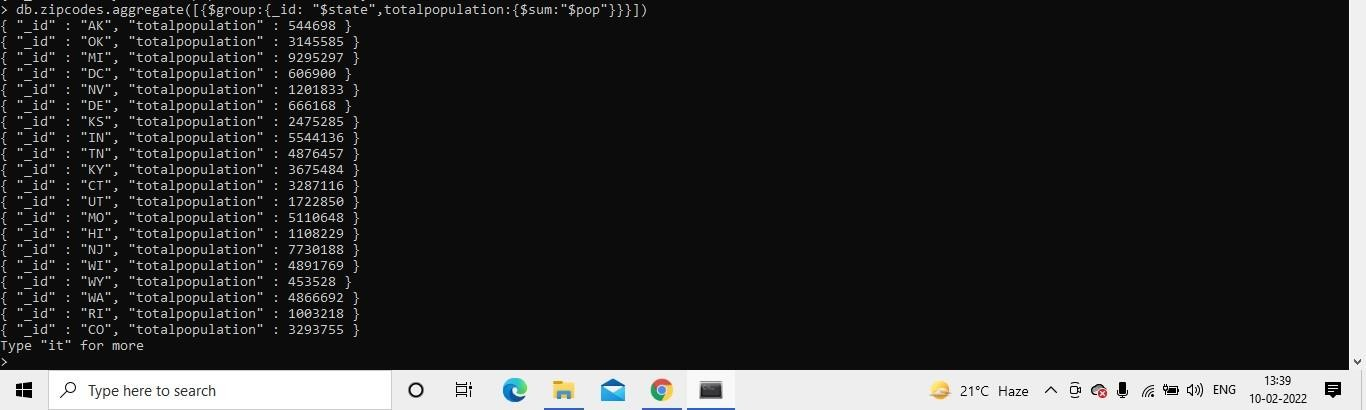 > db.zipcodes.aggregate([{$group:{_id: "$state",totalpopulation:{$sum:"$pop"}}}])
{ "_id" : "AK", "totalpopulation" : 544698 }
{ "_id" : "OK", "totalpopulation" : 3145585 }
{ "_id" : "MI", "totalpopulation" : 9295297 }
{ "_id" : "DC", "totalpopulation" : 606900 }
{ "_id" : "NV", "totalpopulation" : 1201833 }
{ "_id" : "DE", "totalpopulation" : 666168 }
{ "_id" : "KS", "totalpopulation" : 2475285 }
{ "_id" : "IN", "totalpopulation" : 5544136 }
{ "_id" : "TN", "totalpopulation" : 4876457 }
{ "_id" : "KY", "totalpopulation" : 3675484 }
{ "_id" : "CT", "totalpopulation" : 3287116 }
{ "_id" : "UT", "totalpopulation" : 1722850 }
{ "_id" : "MO", "totalpopulation" : 5110648 }
{ "_id" : "HI", "totalpopulation" : 1108229 }
{ "_id" : "NJ", "totalpopulation" : 7730188 }
{ "_id" : "WI", "totalpopulation" : 4891769 }
{ "_id" : "WY", "totalpopulation" : 453528 }
{ "_id" : "WA", "totalpopulation" : 4866692 }
{ "_id" : "RI", "totalpopulation" : 1003218 }
{ "_id" : "CO", "totalpopulation" : 3293755 }
Type "it" for more
>
Type here to search
21°C Haze
ENG
13:39
10-02-2022